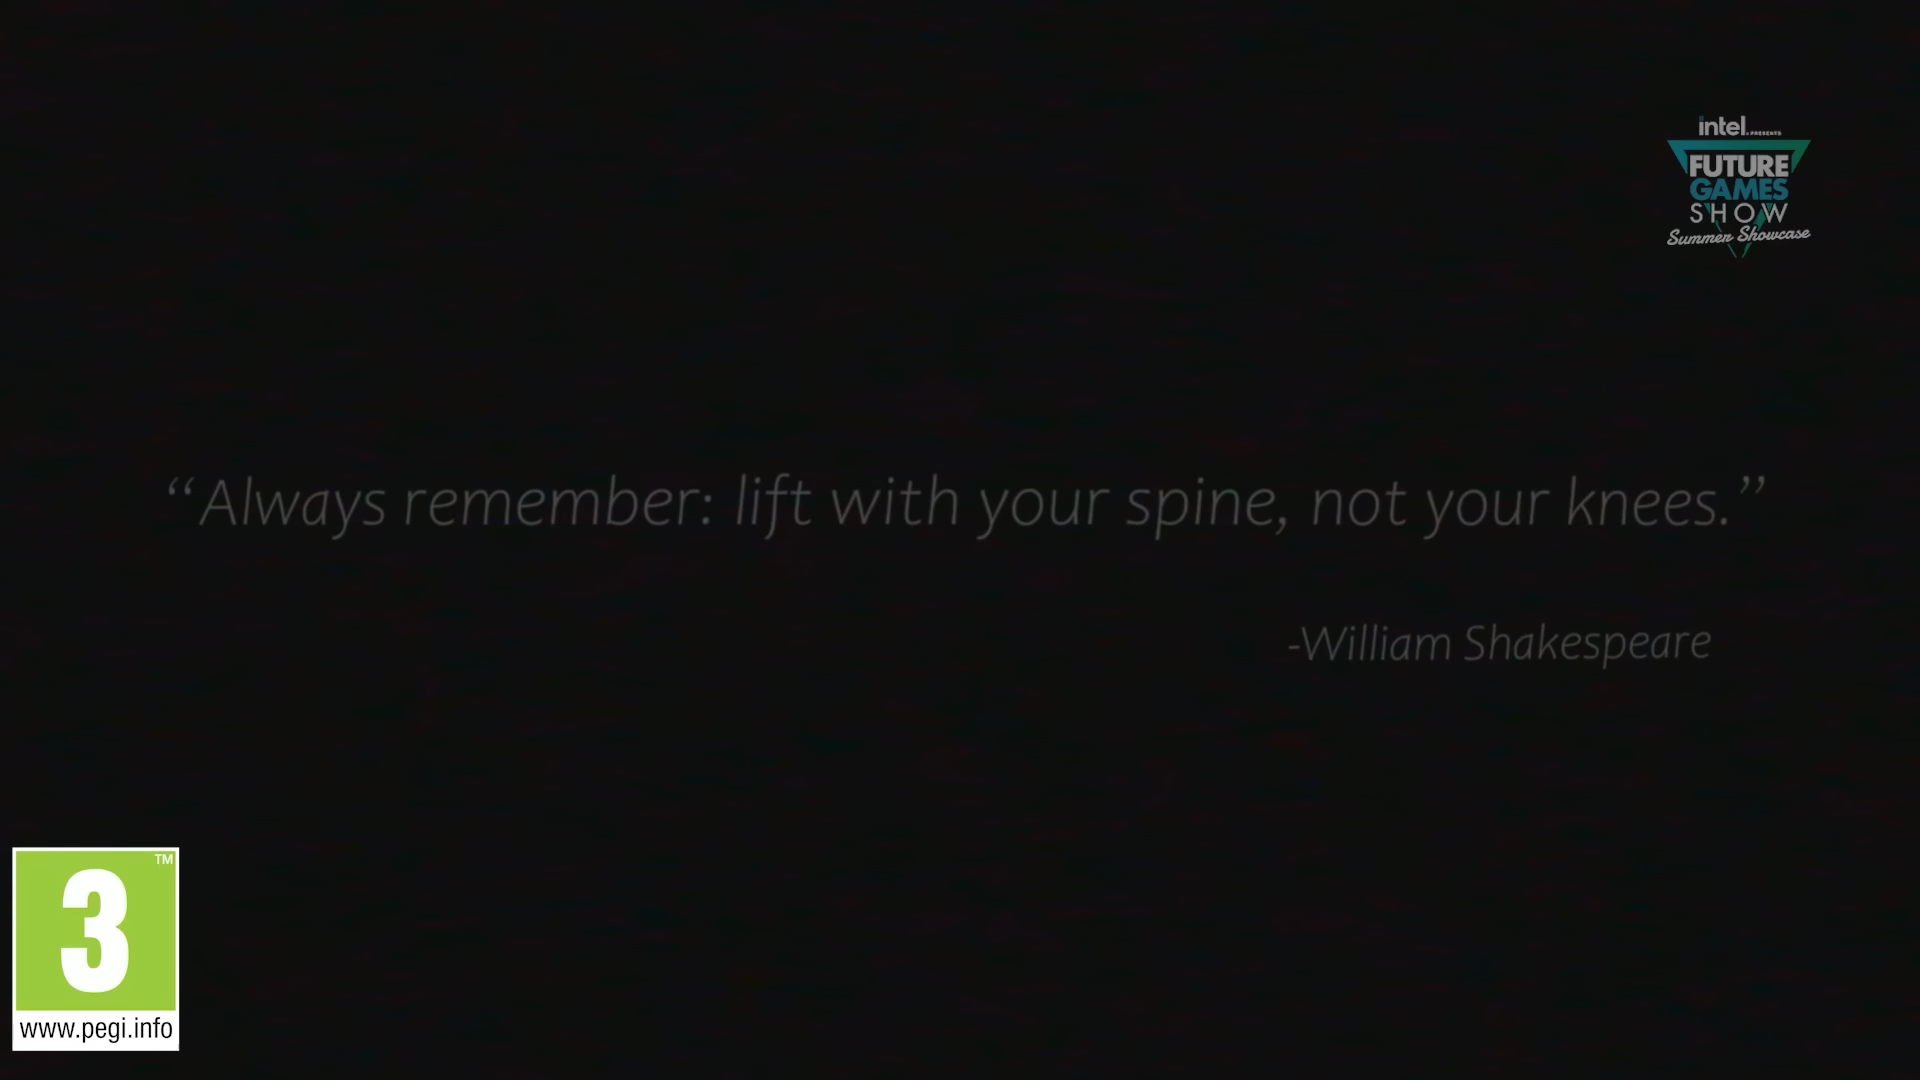 intel. PRESENTS
FUTURE
GAMES
SHOW
Summer Showcase
“Always remember: lift with your spine, not your knees.”
-William Shakespeare
3
TM
www.pegi.info